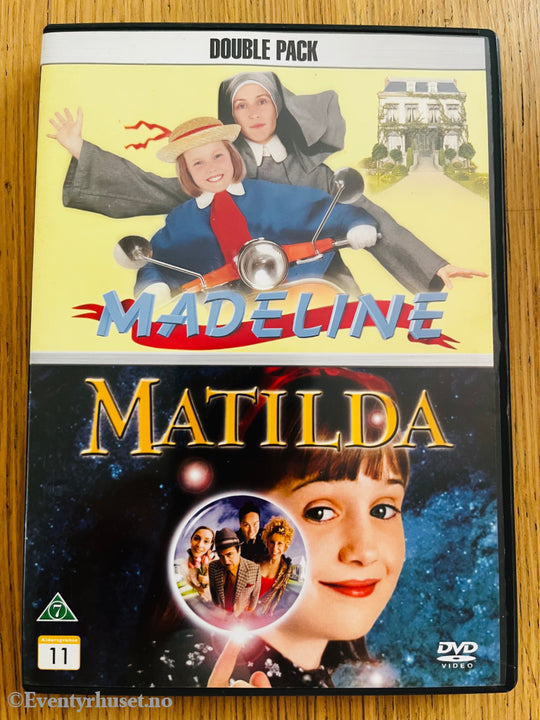 DOUBLE PACK
MADELINE
MATILDA
7
Aldersgrense
11
DVD
VIDEO
©Eventyrhuset.no